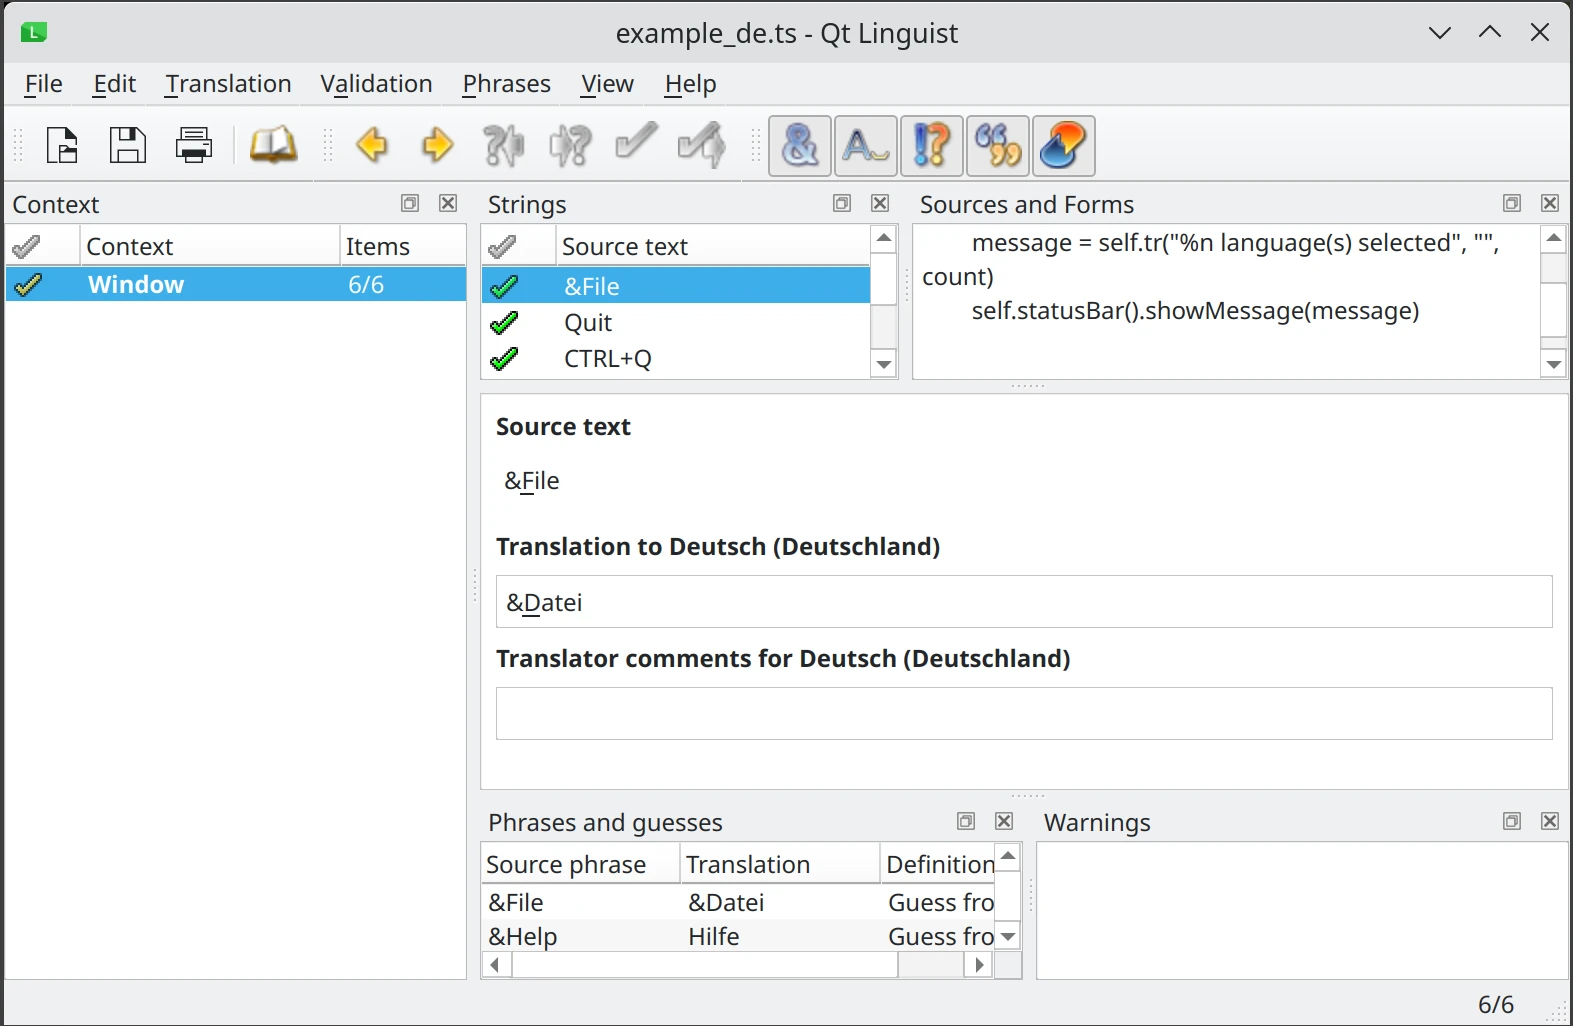 example_de.ts - Qt Linguist
File Edit Translation Validation Phrases View Help
Context
Context Items
Window 6/6
Strings
Source text
&File
Quit
CTRL+Q
Sources and Forms
message = self.tr("%n language(s) selected", "",
count)
self.statusBar().showMessage(message)
Source text
&File
Translation to Deutsch (Deutschland)
&Datei
Translator comments for Deutsch (Deutschland)
Phrases and guesses
Source phrase Translation Definition
&File &Datei Guess fro
&Help Hilfe Guess fro
Warnings
6/6